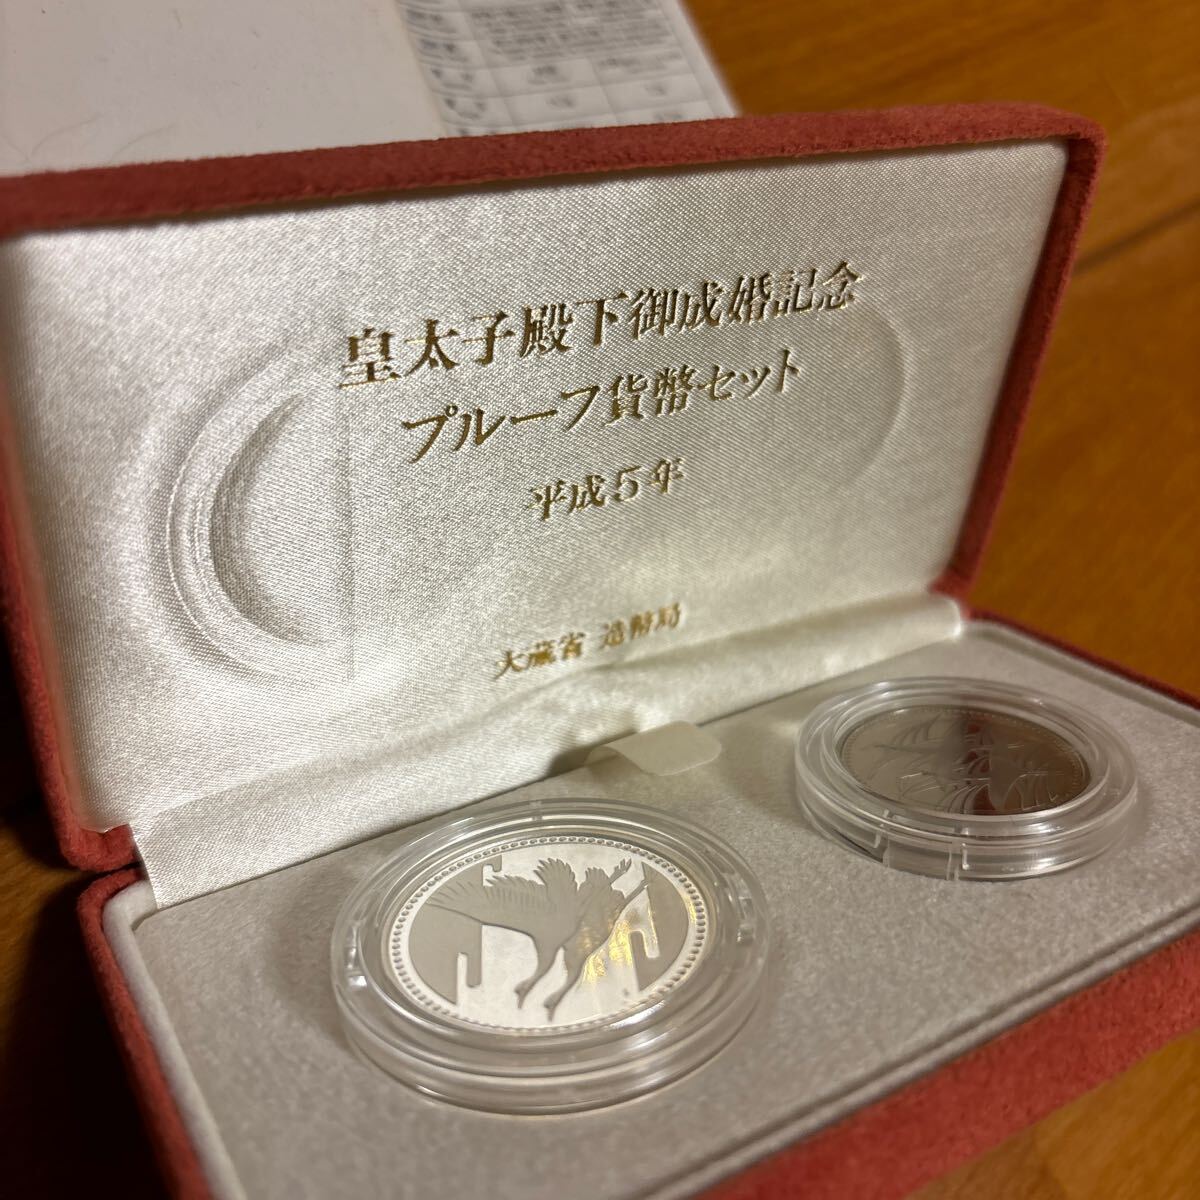 皇太子殿下御成婚記念
プルーフ貨幣セット
平成5年
大蔵省 造幣局